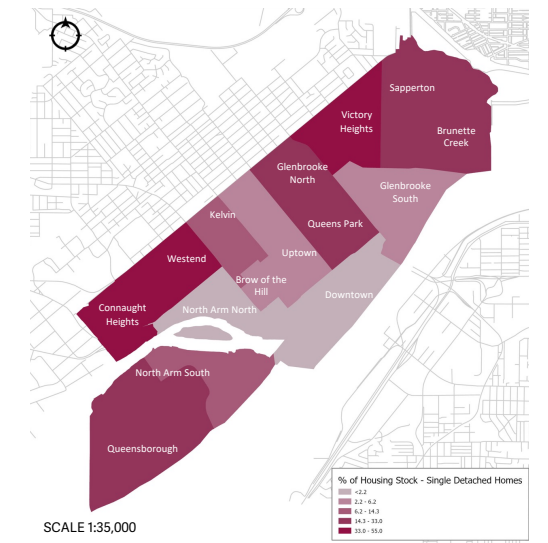 Sapperton
Victory
Heights
Brunette
Creek
Glenbrooke
North
Glenbrooke
South
Kelvin
Queens Park
Uptown
Westend
Brow of the
Hill
Downtown
Connaught
Heights
North Arm North
North Arm South
Queensborough
% of Housing Stock - Single Detached Homes
<2.2
2.2 - 6.2
6.2 - 14.3
14.3 - 33.0
33.0 - 55.0
SCALE 1:35,000